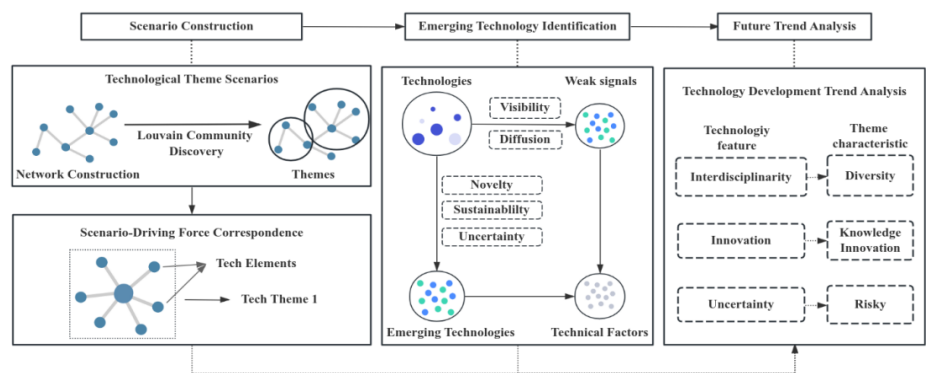 Scenario Construction
Emerging Technology Identification
Future Trend Analysis
Technological Theme Scenarios
Louvain Community
Discovery
Network Construction
Themes
Scenario-Driving Force Correspondence
Tech Elements
Tech Theme 1
Technologies
Weak signals
Visibility
Diffusion
Novelty
Sustainablilty
Uncertainty
Emerging Technologies
Technical Factors
Technology Development Trend Analysis
Technologiy
feature
Theme
characteristic
Interdisciplinarity
Diversity
Innovation
Knowledge
Innovation
Uncertainty
Risky